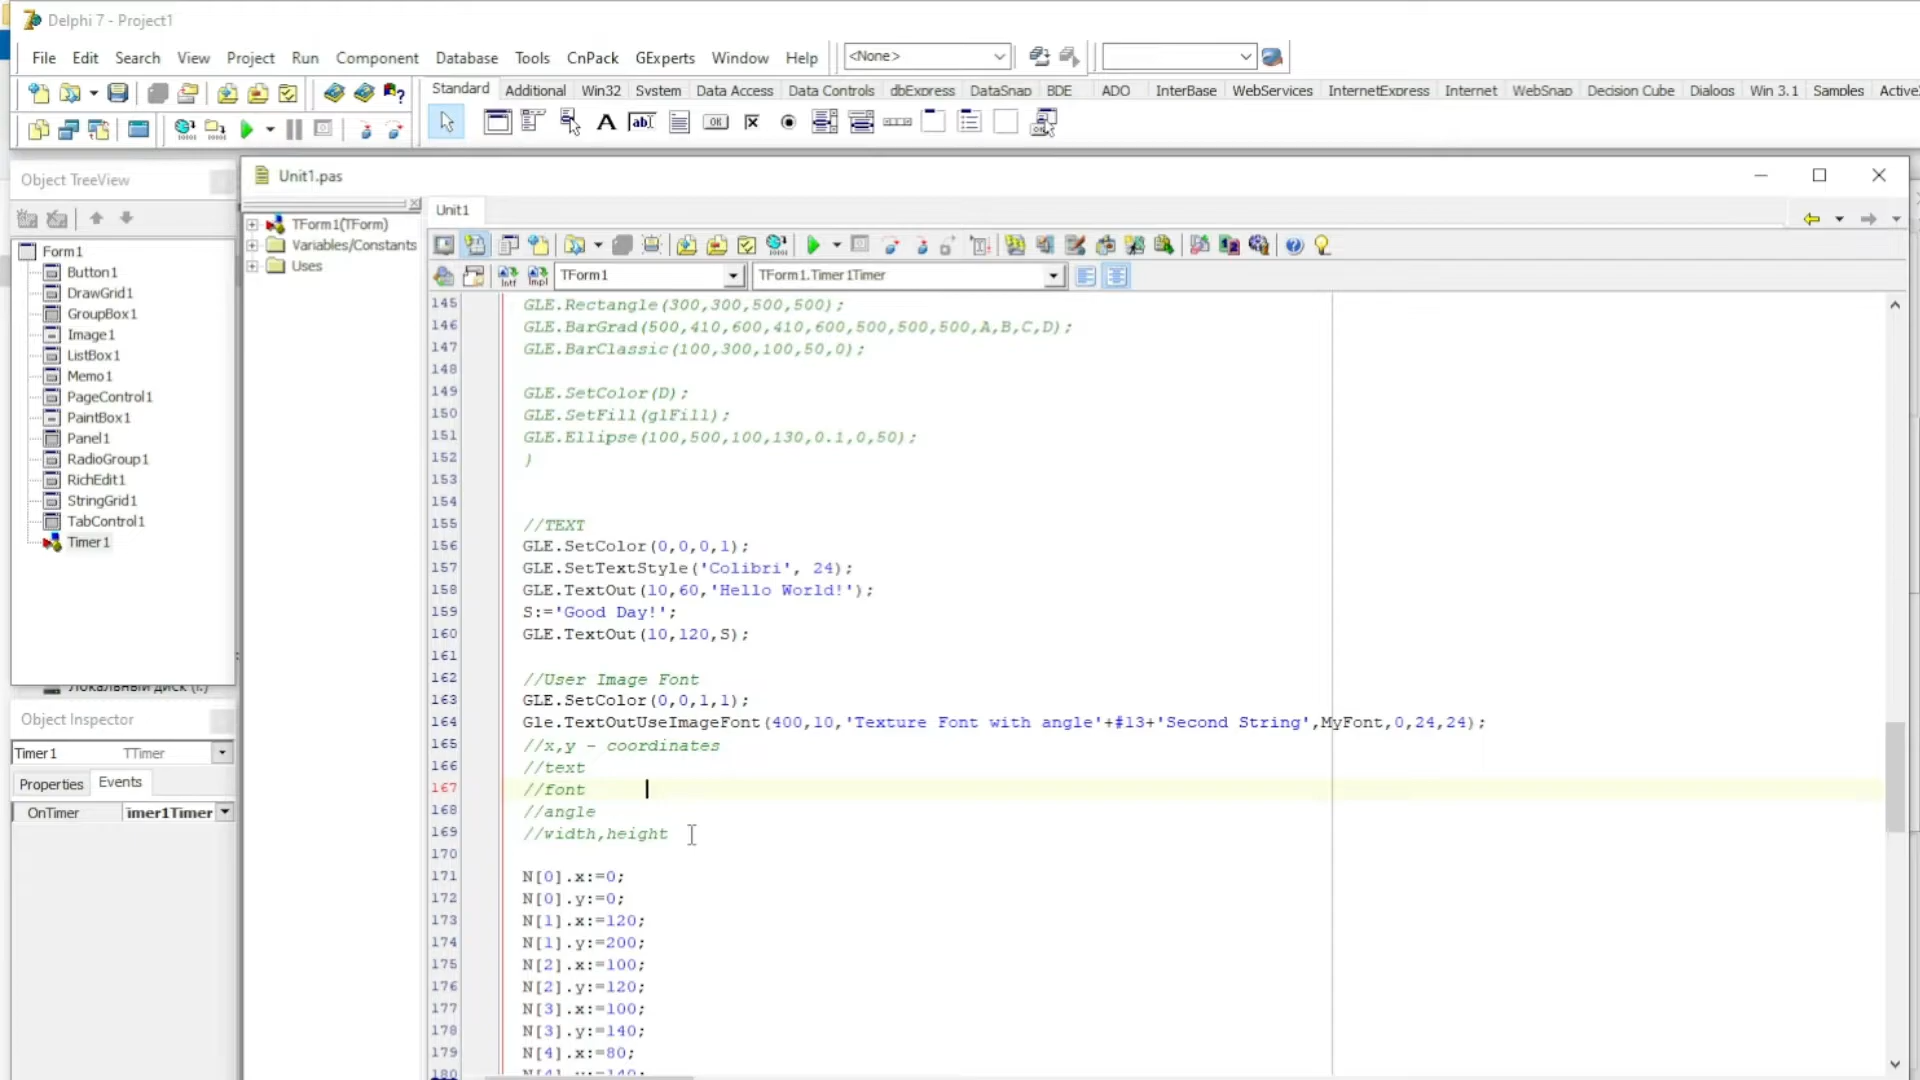 Delphi 7 - Project1
File Edit Search View Project Run Component Database Tools CnPack GExperts Window Help <None>
Standard Additional Win32 System Data Access Data Controls dbExpress DataSnap BDE ADO InterBase WebServices InternetExpress Internet WebSnap Decision Cube Dialogs Win 3.1 Samples Active
Object TreeView
Form1
Button1
DrawGrid1
GroupBox1
Image1
ListBox1
Memo1
PageControl1
PaintBox1
Panel1
RadioGroup1
RichEdit1
StringGrid1
TabControl1
Timer1
Локальный диск
Object Inspector
Timer1 TTimer
Properties Events
OnTimer imer1Timer
Unit1.pas
TForm1(TForm)
Variables/Constants
Uses
Unit1
Intf Impl TForm1 TForm1.Timer1Timer
145 GLE.Rectangle(300,300,500,500);
146 GLE.BarGrad(500,410,600,410,600,500,500,500,A,B,C,D);
147 GLE.BarClassic(100,300,100,50,0);
148
149 GLE.SetColor(D);
150 GLE.SetFill(glFill);
151 GLE.Ellipse(100,500,100,130,0.1,0,50);
152 )
153
154
155 //TEXT
156 GLE.SetColor(0,0,0,1);
157 GLE.SetTextStyle('Colibri', 24);
158 GLE.TextOut(10,60,'Hello World!');
159 S:='Good Day!';
160 GLE.TextOut(10,120,S);
161
162 //User Image Font
163 GLE.SetColor(0,0,1,1);
164 Gle.TextOutUseImageFont(400,10,'Texture Font with angle'+#13+'Second String',MyFont,0,24,24);
165 //x,y - coordinates
166 //text
167 //font
168 //angle
169 //width,height
170
171 N[0].x:=0;
172 N[0].y:=0;
173 N[1].x:=120;
174 N[1].y:=200;
175 N[2].x:=100;
176 N[2].y:=120;
177 N[3].x:=100;
178 N[3].y:=140;
179 N[4].x:=80;
180 N[4].y:=140;